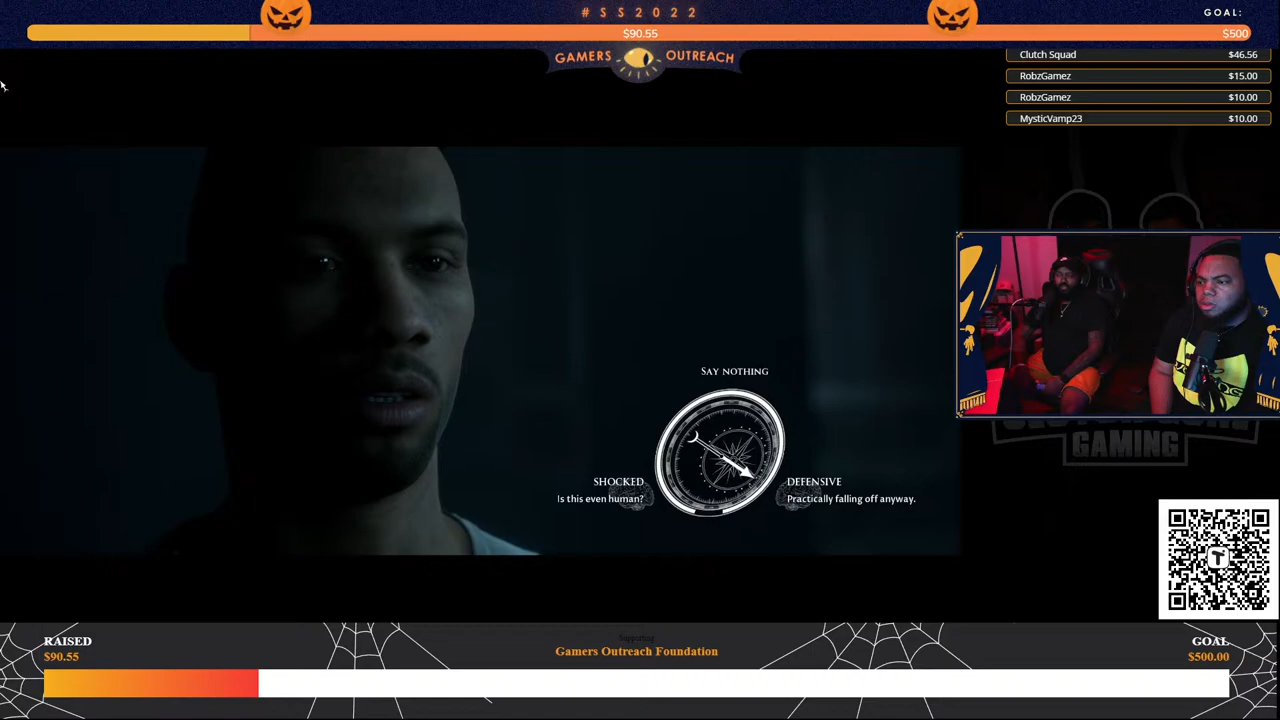 #SS2022
GOAL:
$90.55
$500
GAMERS OUTREACH
Clutch Squad $46.56
RobzGamez $15.00
RobzGamez $10.00
MysticVamp23 $10.00
SAY NOTHING
SHOCKED
Is this even human?
DEFENSIVE
Practically falling off anyway.
GAMING
T
RAISED
$90.55
Supporting
Gamers Outreach Foundation
GOAL
$500.00